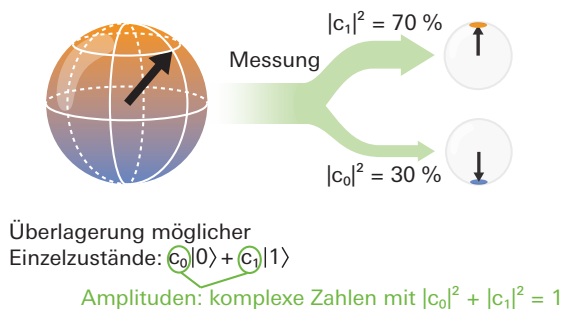 |c₁|² = 70 %
Messung
|c₀|² = 30 %
Überlagerung möglicher
Einzelzustände: c₀|0⟩ + c₁|1⟩
Amplituden: komplexe Zahlen mit |c₀|² + |c₁|² = 1